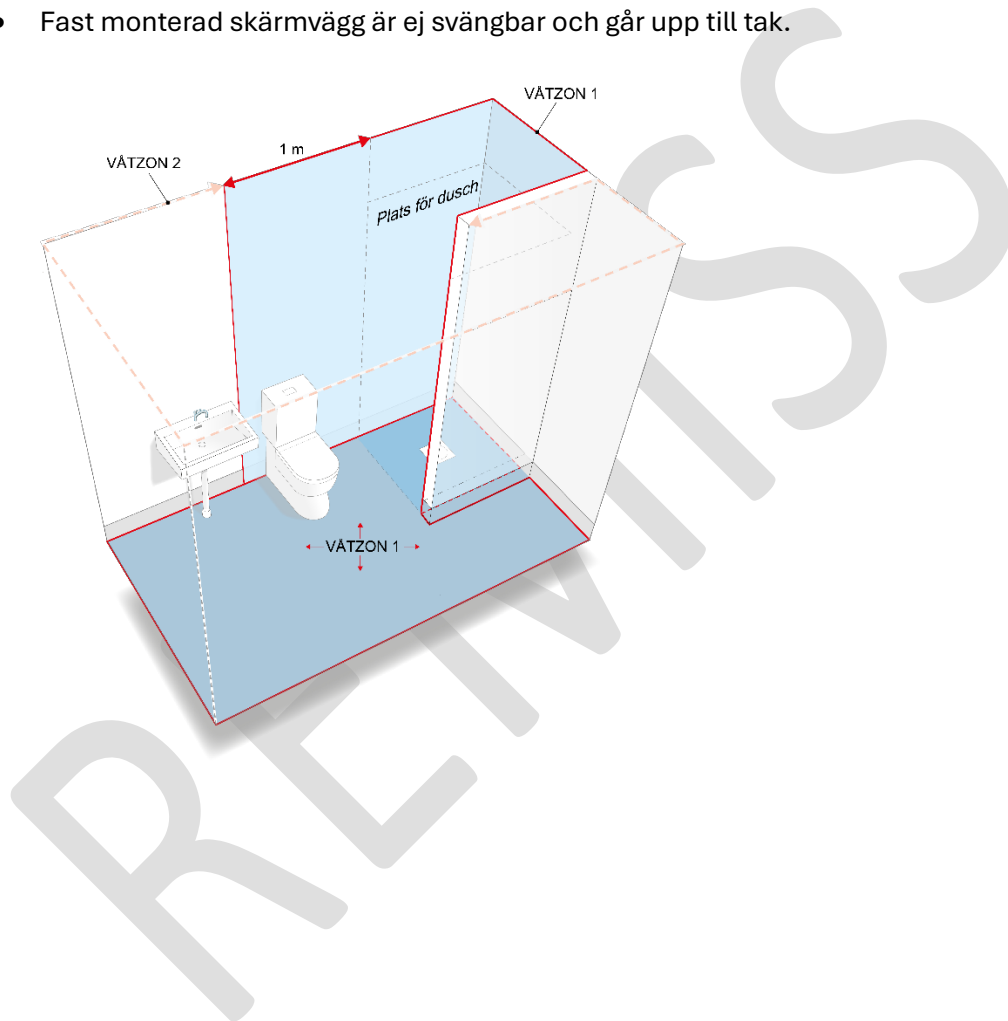 • Fast monterad skärmvägg är ej svängbar och går upp till tak.
VÅTZON 1
1 m
VÅTZON 2
Plats för dusch
VÅTZON 1
REMISS